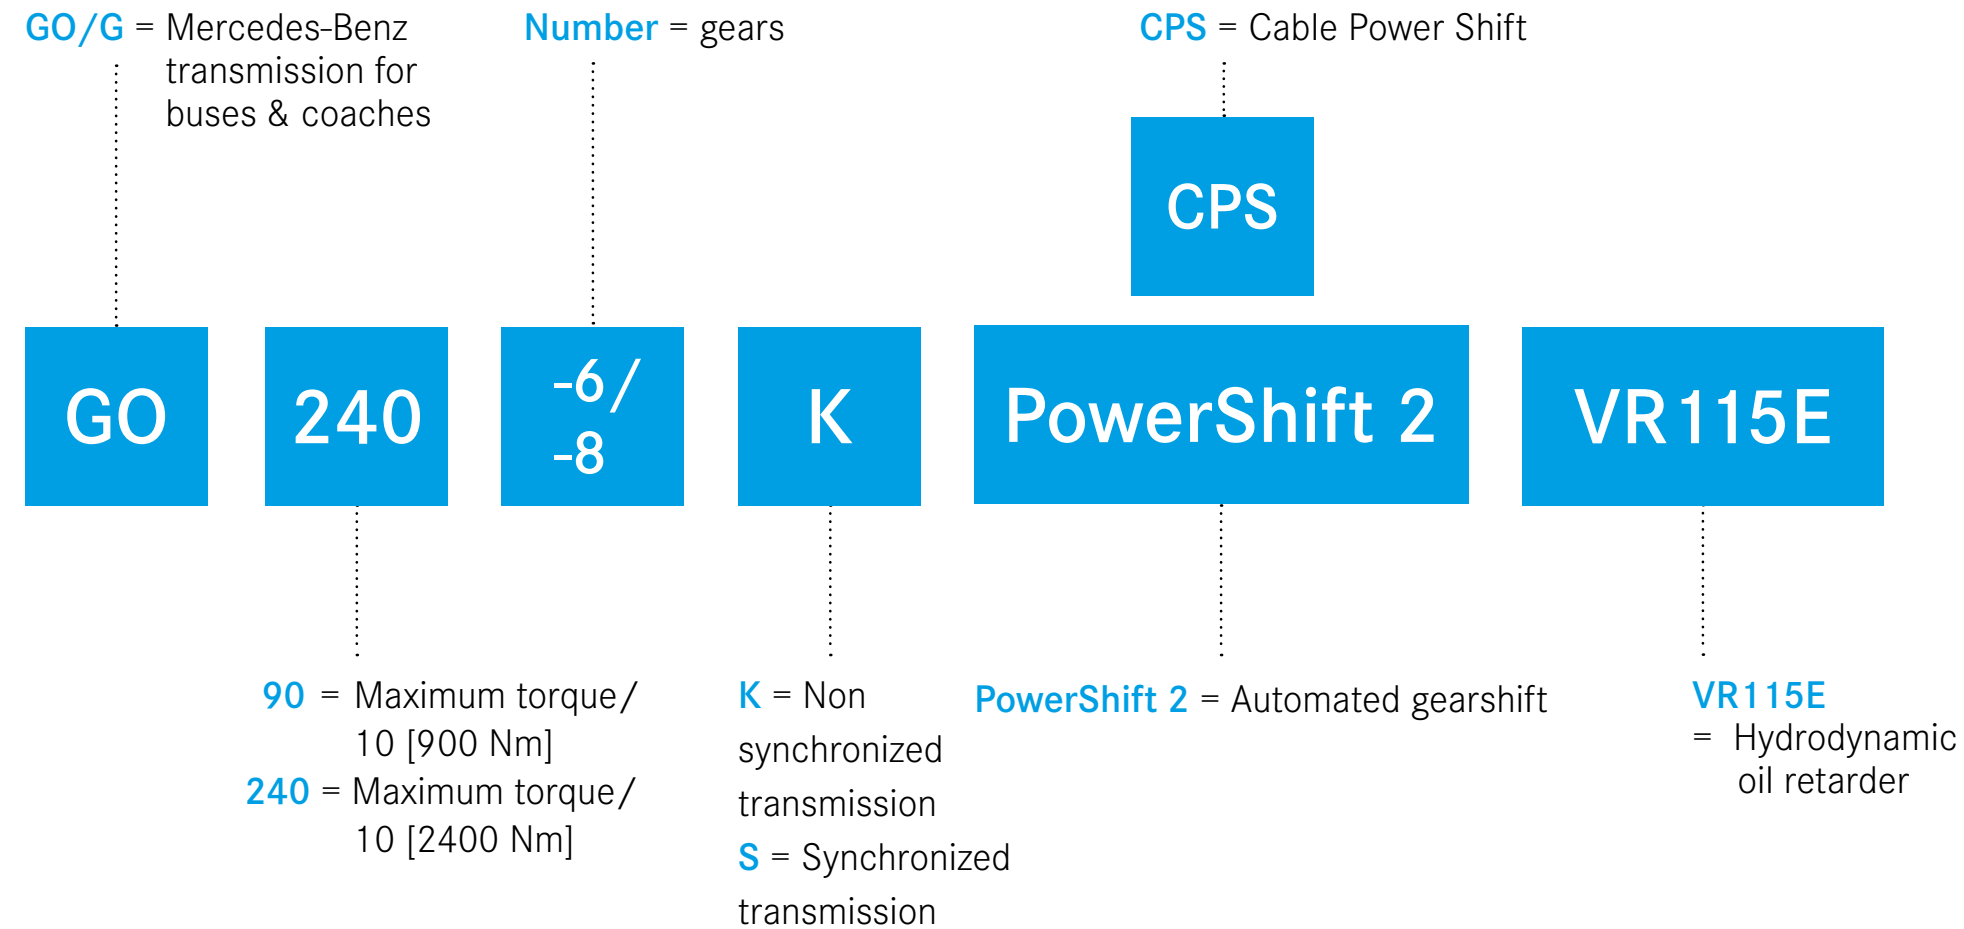 GO/G = Mercedes-Benz
transmission for
buses & coaches
Number = gears
CPS = Cable Power Shift
CPS
GO
240
-6/
-8
K
PowerShift 2
VR115E
90 = Maximum torque/
10 [900 Nm]
240 = Maximum torque/
10 [2400 Nm]
K = Non
synchronized
transmission
S = Synchronized
transmission
PowerShift 2 = Automated gearshift
VR115E
= Hydrodynamic
oil retarder